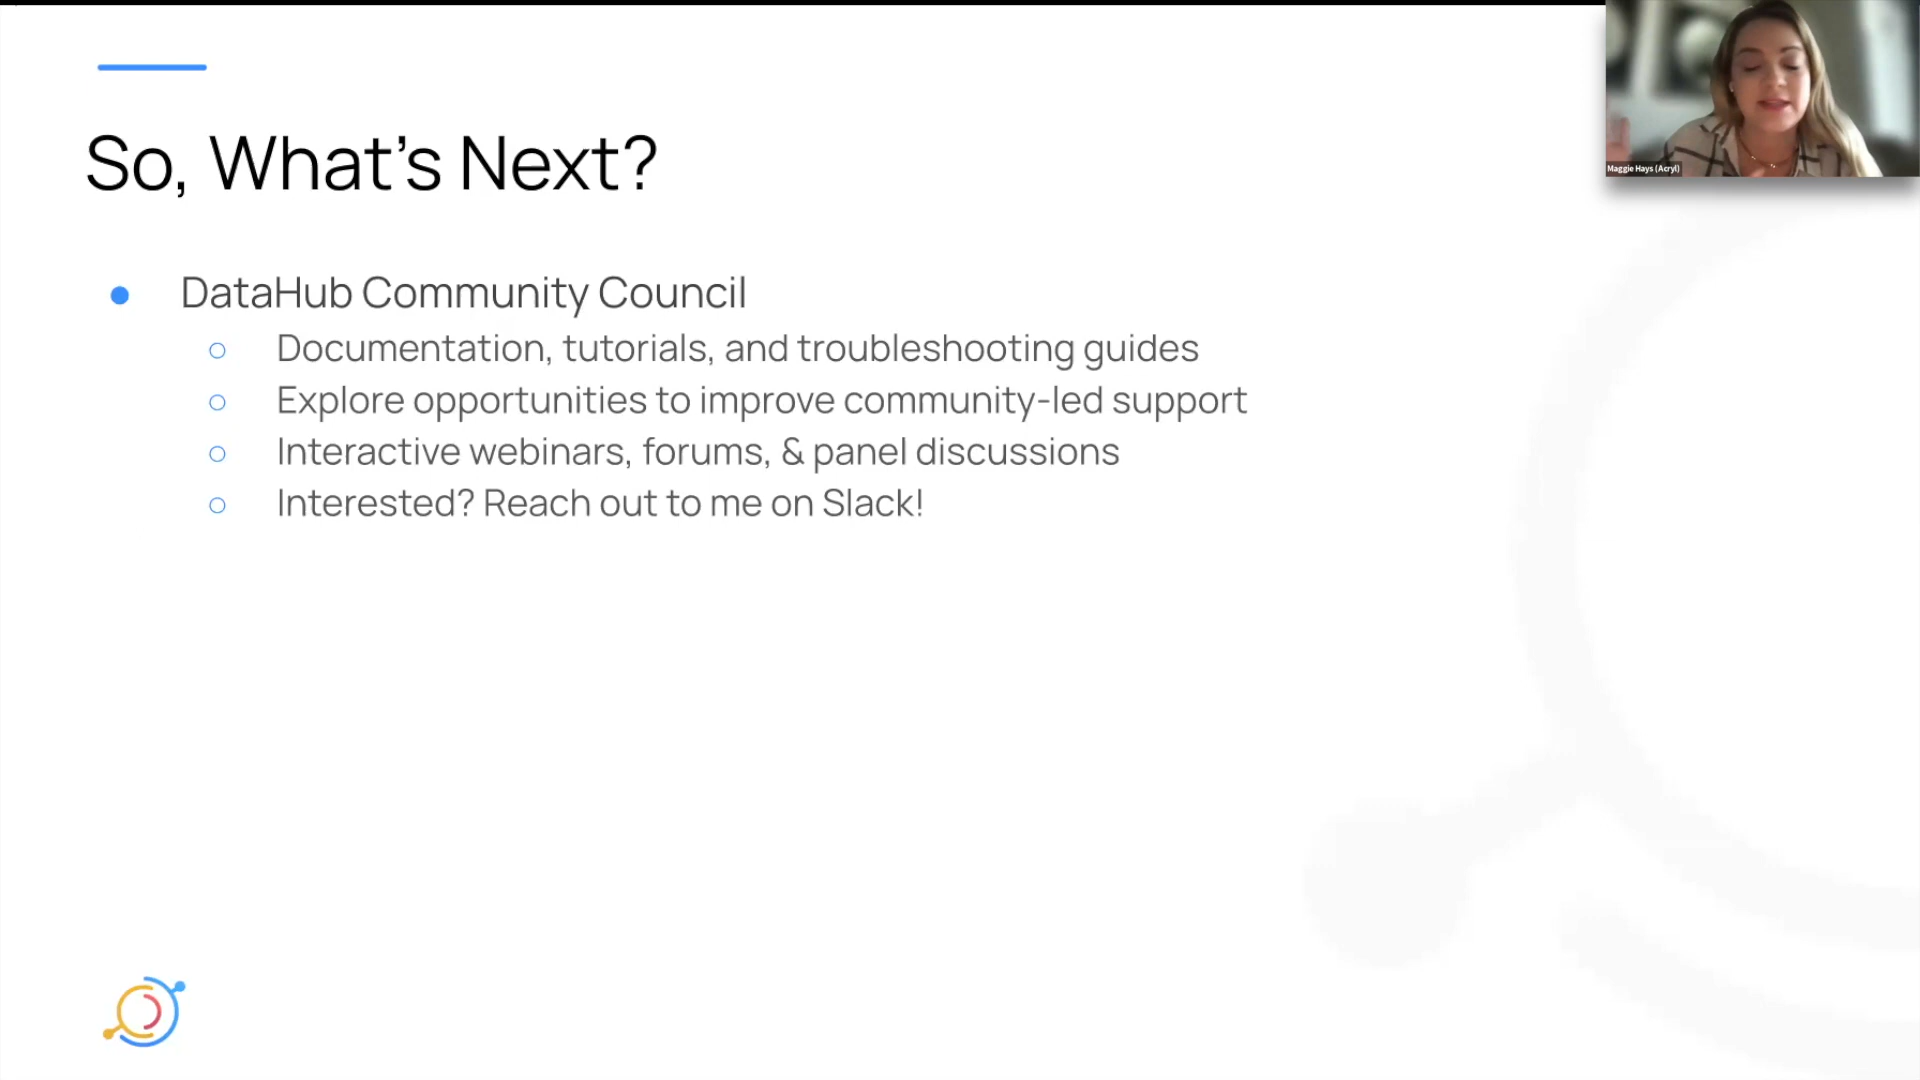 So, What's Next?
Maggie Hays (Acryl)
DataHub Community Council
Documentation, tutorials, and troubleshooting guides
Explore opportunities to improve community-led support
Interactive webinars, forums, & panel discussions
Interested? Reach out to me on Slack!